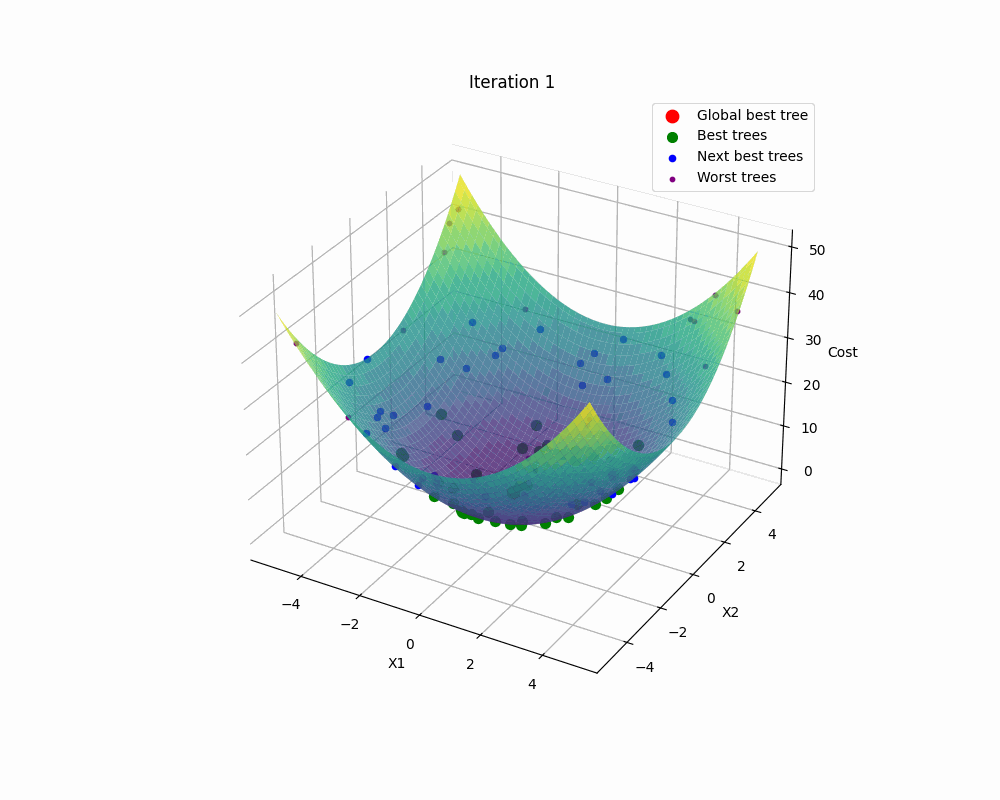 Iteration 1
Global best tree
Best trees
Next best trees
Worst trees
50
40
30
20
10
0
Cost
−4
−2
0
2
4
X1
4
2
0
−2
−4
X2